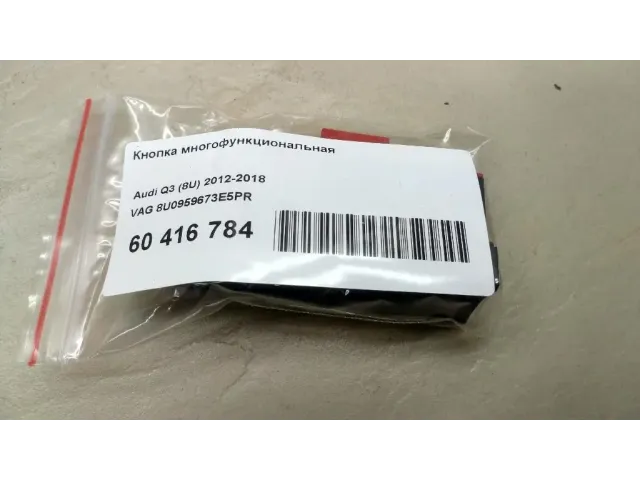 Кнопка многофункциональная
Audi Q3 (8U) 2012-2018
VAG 8U0959673E5PR
60 416 784